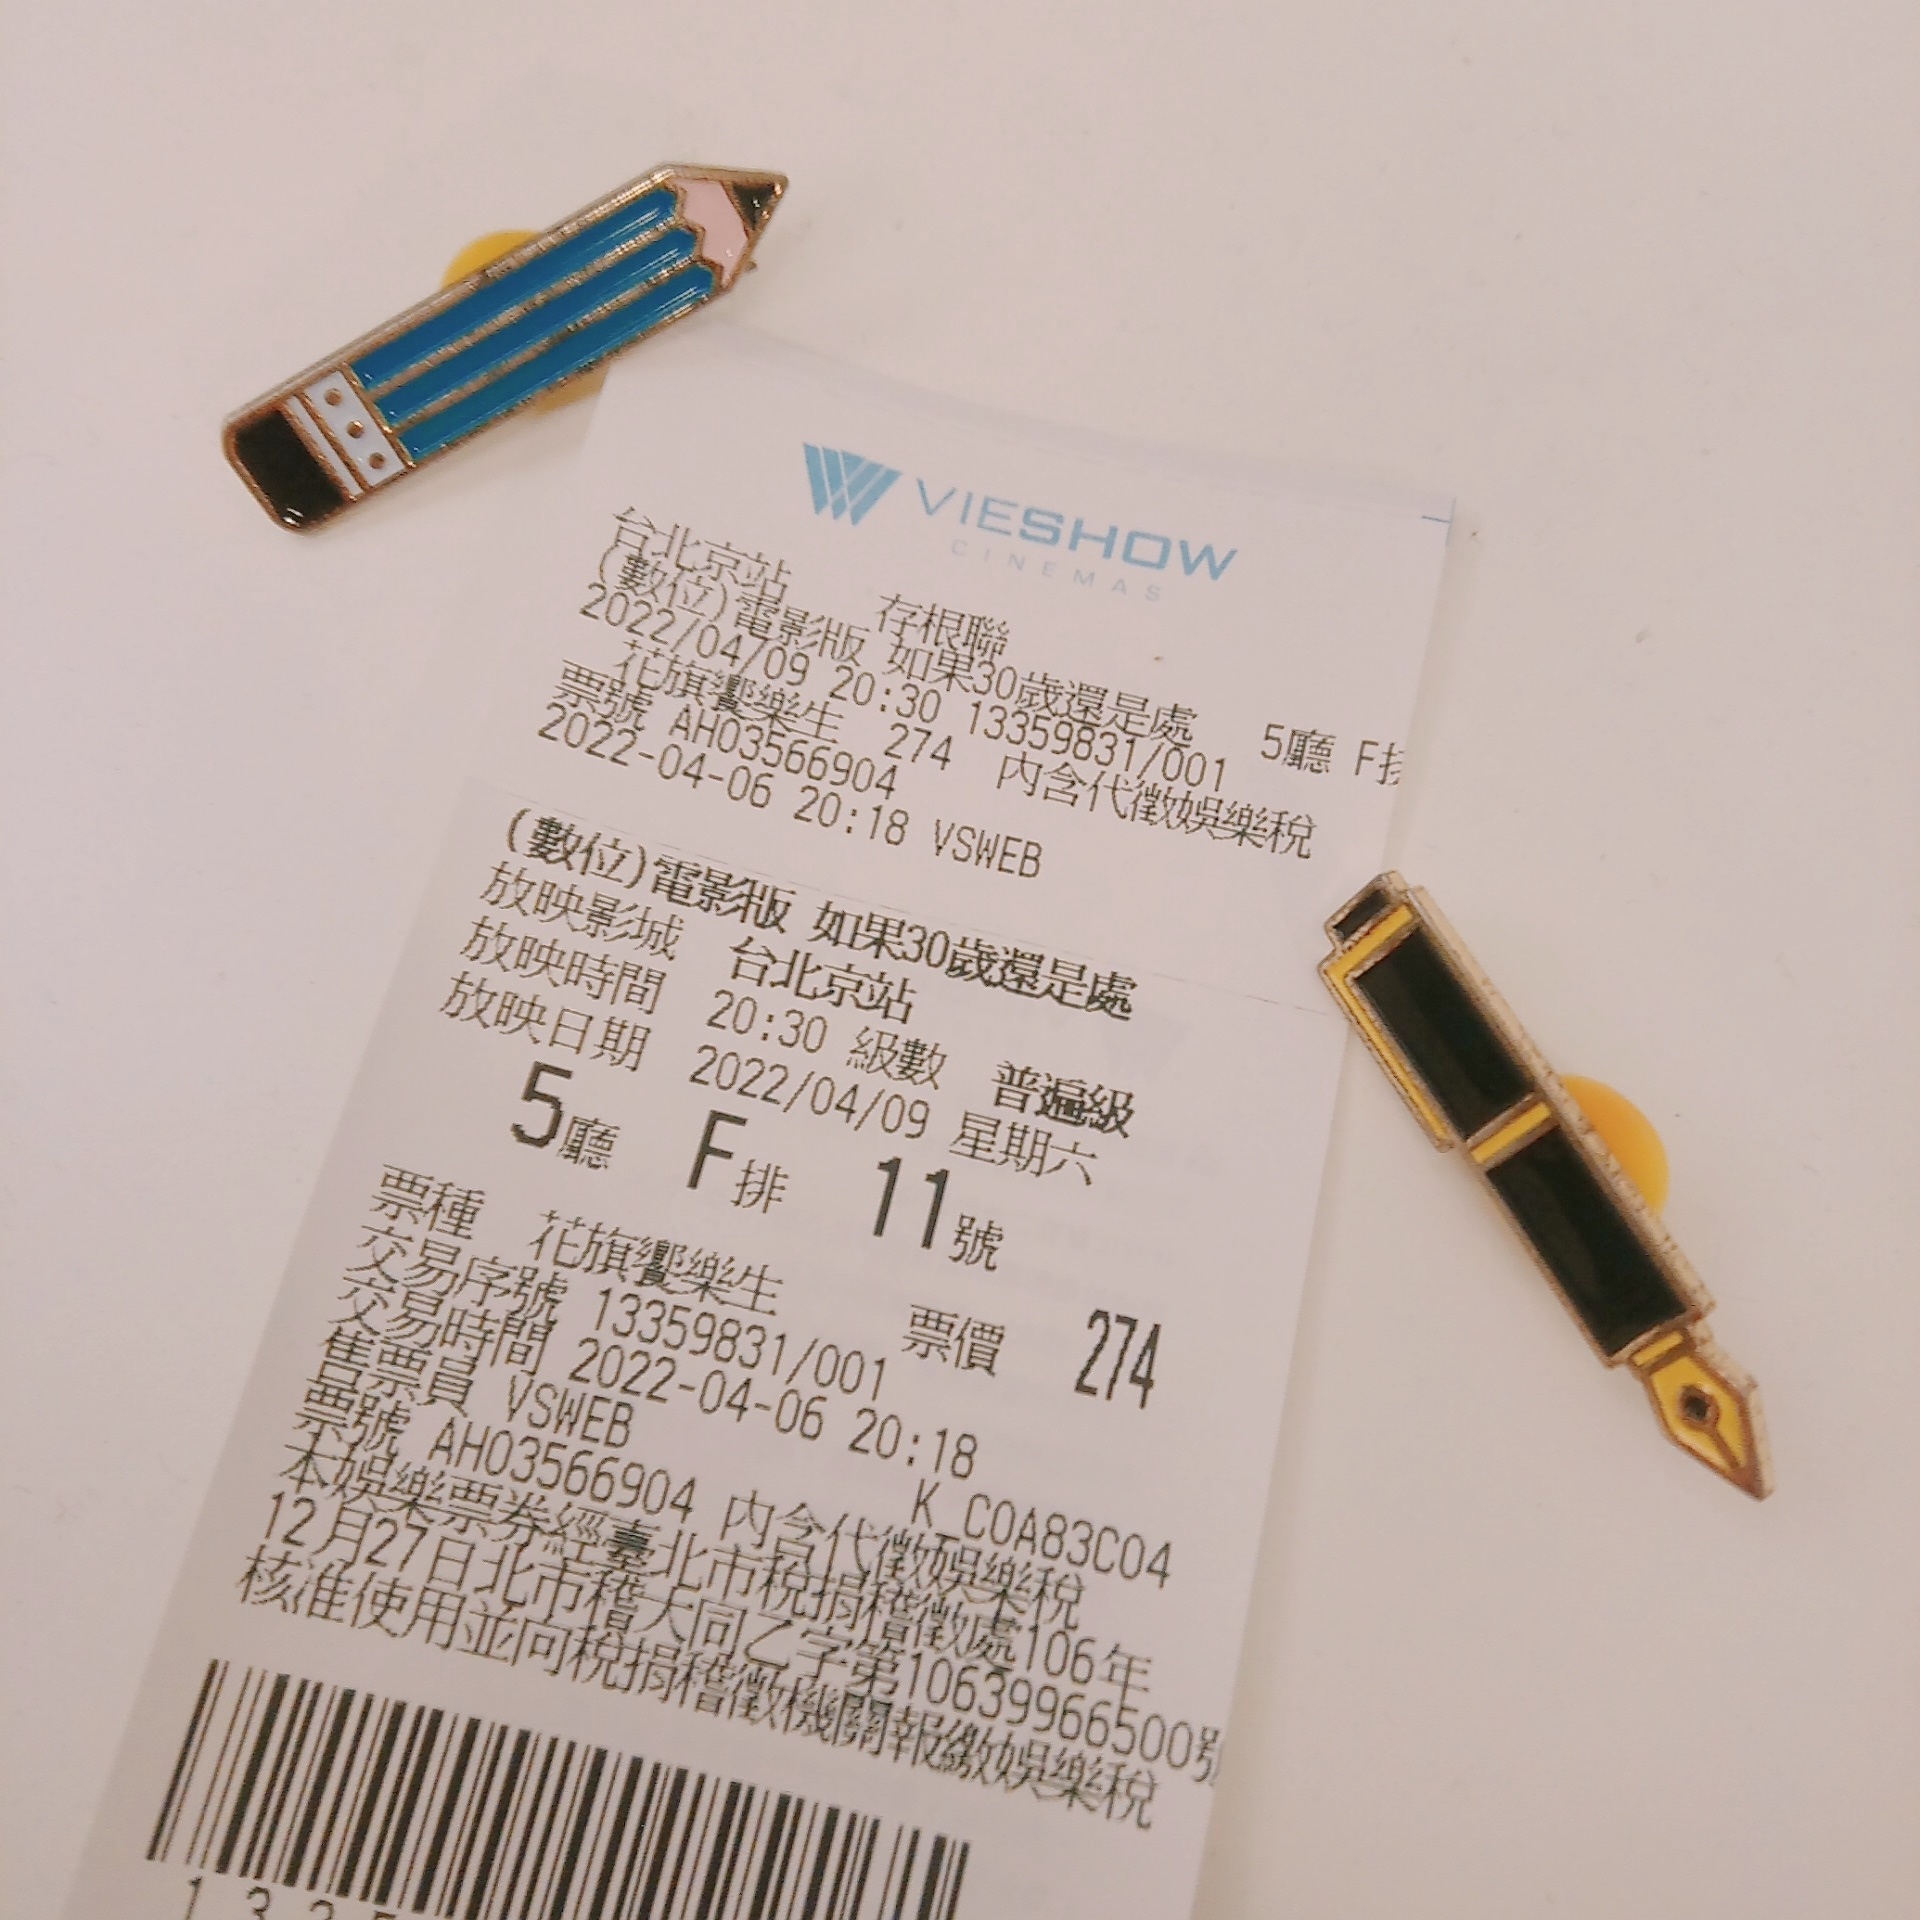 VIESHOW
CINEMAS
台北京站 存根聯
(數位)電影版 如果30歲還是處 5廳 F排
2022/04/09 20:30 13359831/001
花旗饗樂生 274 內含代徵娛樂稅
票號 AH03566904
2022-04-06 20:18 VSWEB
(數位)電影版 如果30歲還是處
放映影城 台北京站
放映時間 20:30 級數 普遍級
放映日期 2022/04/09 星期六
5廳 F排 11號
票種 花旗饗樂生 票價 274
交易序號 13359831/001
交易時間 2022-04-06 20:18
售票員 VSWEB K C0A83C04
票號 AH03566904 內含代徵娛樂稅
本娛樂票券經臺北市稅捐稽徵處106年
12月27日北市稽大同乙字第10639966500號
核准使用並向稅捐稽徵機關報繳娛樂稅